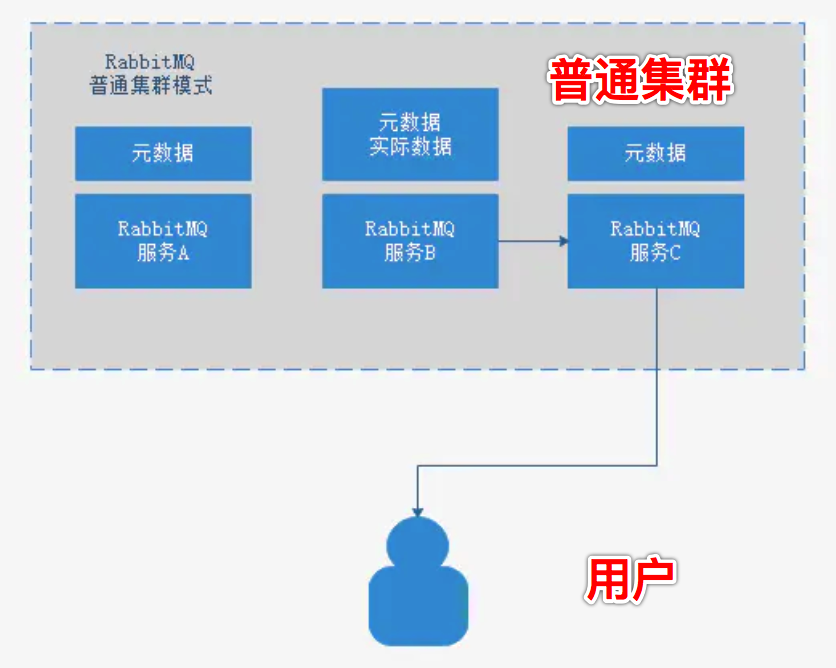 RabbitMQ
普通集群模式
普通集群
元数据
元数据
实际数据
元数据
RabbitMQ
服务A
RabbitMQ
服务B
RabbitMQ
服务C
用户